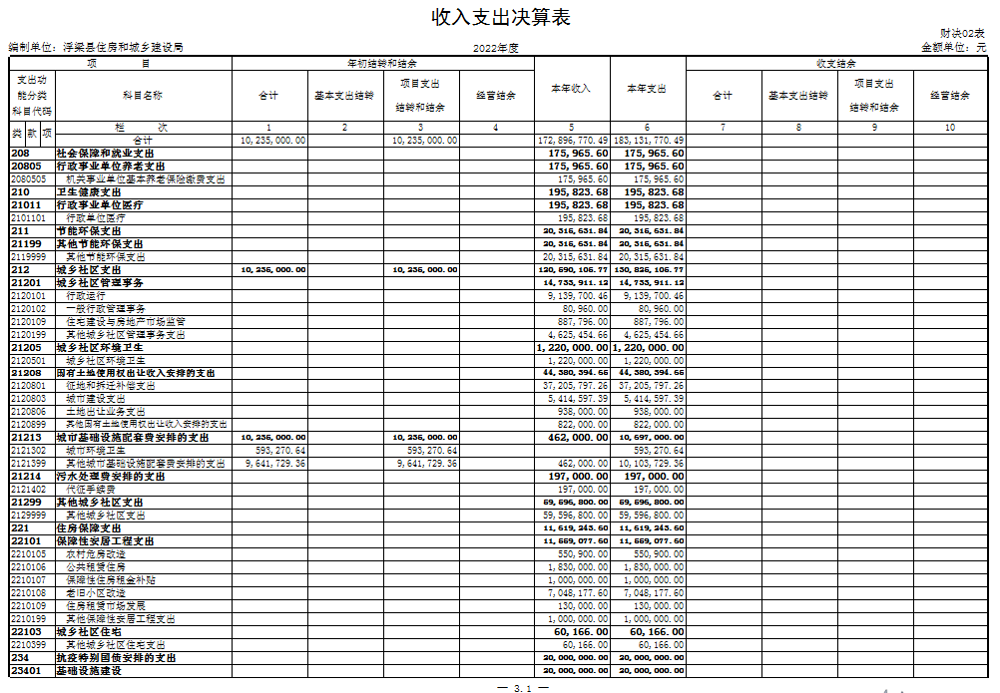 收入支出决算表
财决02表
编制单位：浮梁县住房和城乡建设局 2022年度 金额单位：元
项 目 年初结转和结余 本年收入 本年支出 收支结余
支出功能分类科目代码 科目名称 合计 基本支出结转 项目支出结转和结余 经营结余 合计 基本支出结转 项目支出结转和结余 经营结余
类 款 项 栏 次 1 2 3 4 5 6 7 8 9 10
合计 10,235,000.00 10,235,000.00 172,896,770.49 183,131,770.49
208 社会保障和就业支出 175,965.60 175,965.60
20805 行政事业单位养老支出 175,965.60 175,965.60
2080505 机关事业单位基本养老保险缴费支出 175,965.60 175,965.60
210 卫生健康支出 195,823.68 195,823.68
21011 行政事业单位医疗 195,823.68 195,823.68
2101101 行政单位医疗 195,823.68 195,823.68
211 节能环保支出 20,315,631.84 20,315,631.84
21199 其他节能环保支出 20,315,631.84 20,315,631.84
2119999 其他节能环保支出 20,315,631.84 20,315,631.84
212 城乡社区支出 10,235,000.00 10,235,000.00 120,590,105.77 130,825,105.77
21201 城乡社区管理事务 14,733,911.12 14,733,911.12
2120101 行政运行 9,139,700.46 9,139,700.46
2120102 一般行政管理事务 80,960.00 80,960.00
2120109 住宅建设与房地产市场监管 887,796.00 887,796.00
2120199 其他城乡社区管理事务支出 4,625,454.66 4,625,454.66
21205 城乡社区环境卫生 1,220,000.00 1,220,000.00
2120501 城乡社区环境卫生 1,220,000.00 1,220,000.00
21208 国有土地使用权出让收入安排的支出 44,380,394.65 44,380,394.65
2120801 征地和拆迁补偿支出 37,205,797.26 37,205,797.26
2120803 城市建设支出 5,414,597.39 5,414,597.39
2120806 土地出让业务支出 938,000.00 938,000.00
2120899 其他国有土地使用权出让收入安排的支出 822,000.00 822,000.00
21213 城市基础设施配套费安排的支出 10,235,000.00 10,235,000.00 462,000.00 10,697,000.00
2121302 城市环境卫生 593,270.64 593,270.64 593,270.64
2121399 其他城市基础设施配套费安排的支出 9,641,729.36 9,641,729.36 462,000.00 10,103,729.36
21214 污水处理费安排的支出 197,000.00 197,000.00
2121402 代征手续费 197,000.00 197,000.00
21299 其他城乡社区支出 59,596,800.00 59,596,800.00
2129999 其他城乡社区支出 59,596,800.00 59,596,800.00
221 住房保障支出 11,619,243.60 11,619,243.60
22101 保障性安居工程支出 11,559,077.60 11,559,077.60
2210105 农村危房改造 550,900.00 550,900.00
2210106 公共租赁住房 1,830,000.00 1,830,000.00
2210107 保障性住房租金补贴 1,000,000.00 1,000,000.00
2210108 老旧小区改造 7,048,177.60 7,048,177.60
2210109 住房租赁市场发展 130,000.00 130,000.00
2210199 其他保障性安居工程支出 1,000,000.00 1,000,000.00
22103 城乡社区住宅 60,166.00 60,166.00
2210399 其他城乡社区住宅支出 60,166.00 60,166.00
234 抗疫特别国债安排的支出 20,000,000.00 20,000,000.00
23401 基础设施建设 20,000,000.00 20,000,000.00
— 3.1 —